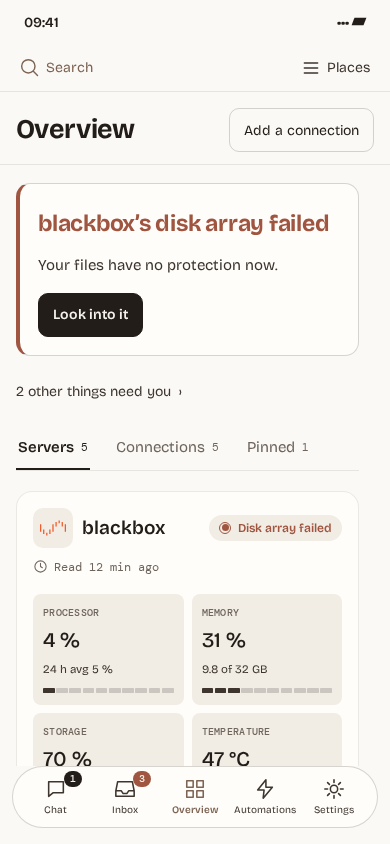 09:41
Search
Places
Overview
Add a connection
blackbox's disk array failed
Your files have no protection now.
Look into it
2 other things need you ›
Servers 5
Connections 5
Pinned 1
blackbox
Disk array failed
Read 12 min ago
PROCESSOR
4 %
24 h avg 5 %
MEMORY
31 %
9.8 of 32 GB
STORAGE
70 %
TEMPERATURE
47 °C
1
Chat
3
Inbox
Overview
Automations
Settings